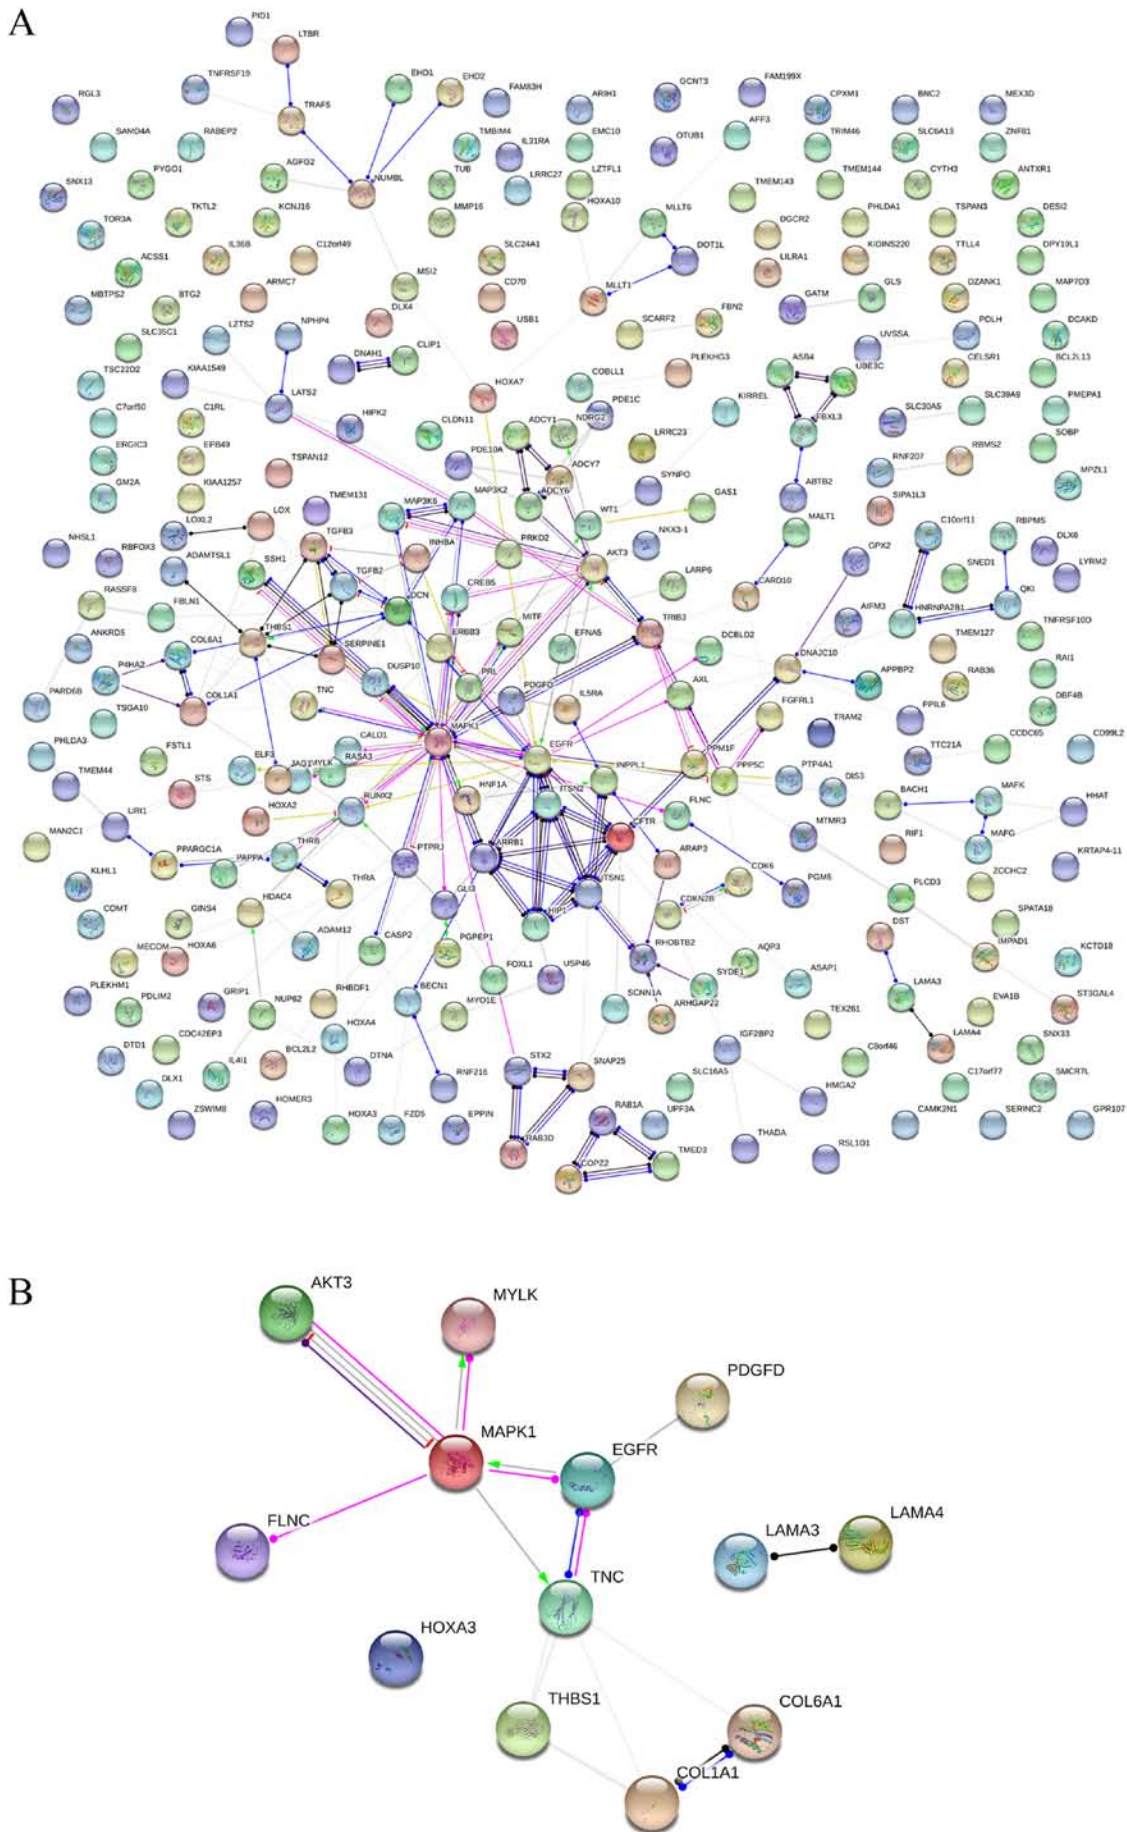 A
PID1
LTBR
TNFRSF19
EHD1
EHD2
FAM83H
ARIH1
GCNT3
FAM199X
CPXM1
BNC2
MEX3D
RGL3
TRAF5
SAMD4A
RABEP2
TMBIM4
IL31RA
EMC10
OTUB1
AFF3
TRIM46
SLC6A13
ZNF81
SNX13
PYGO1
AGFG2
NUMBL
TUB
LRRC27
LZTFL1
TMEM143
TMEM144
CYTH3
ANTXR1
TOR3A
TKTL2
KCNJ16
MMP16
HOXA10
MLLT6
DGCR2
PHLDA1
TSPAN3
DESI2
ACSS1
IL36B
C12orf49
SLC24A1
DOT1L
LILRA1
KIDINS220
TTLL4
DPY19L1
MBTPS2
BTG2
ARMC7
MSI2
CD70
MLLT1
GATM
GLS
DZANK1
MAP7D3
SLC35C1
LZTS2
NPHP4
DLX4
USB1
SCARF2
FBN2
UVSSA
PDLH
DCAKD
TSC22D2
KIAA1549
LATS2
DNAH1
CLIP1
HOXA7
COBLL1
PLEKHG3
ASB4
UBE3C
CELSR1
BCL2L13
C7orf50
C1RL
HIPK2
CLDN11
ADCY1
NDRG2
PDE1C
KIRREL
FBXL3
SLC30A5
SLC39A9
PMEPA1
ERGIC3
EPB49
PDE10A
ADCY7
LRRC23
SYNPO
RNF207
RBMS2
SOBP
GM2A
KIAA1257
TSPAN12
TMEM131
MAP3K6
MAP3K2
ADCY6
WT1
GAS1
ABTB2
SIPA1L3
MPZL1
LOXL2
LOX
TGFB3
INHBA
PRKD2
NKX3-1
MALT1
C10orf11
RBPMS
NHSL1
RBFOX3
ADAMTSL1
SSH1
TGFB2
CREB5
AKT3
LARP6
CARD10
GPX2
SNED1
DLX6
LYRM2
RASSF8
FBLN1
THBS1
DCN
MITF
EFNA5
TRIB3
AIFM3
HNRNPA2B1
QKI
ANKRD5
COL6A1
SERPINE1
ERBB3
DCBLD2
DNAJC10
TMEM127
TNFRSF10D
P4HA2
DUSP10
PRL
PDGFD
IL5RA
AXL
APPBP2
RAB36
RAI1
PARD6B
TSGA10
COL1A1
TNC
MAPK1
FGFRL1
PPIL6
DBF4B
PHLDA3
FSTL1
ELF3
CALD1
EGFR
PPM1F
TRAM2
TTC21A
CCDC65
CD99L2
TMEM44
STS
JAG1
MYLK
RASA3
HNF1A
INPPL1
PPP5C
PTP4A1
DIS3
BACH1
MAFK
HHAT
MAN2C1
LIRI1
HOXA2
RUNX2
ITSN2
FLNC
MTMR3
RIF1
MAFG
KRTAP4-11
KLHL1
PPARGC1A
PAPPA
THRB
PTPRJ
ARRB1
CFTR
ARAP3
CDK6
PGM5
PLCD3
ZCCHC2
COMT
GINS4
HDAC4
THRA
GLI3
HIP1
ITSN1
CDKN2B
DST
SPATA18
MECOM
HOXA6
ADAM12
CASP2
PGPEP1
RHOBTB2
AQP3
IMPAD1
KCTD18
PLEKHM1
PDLIM2
GRIP1
NUP62
RHBDF1
BECN1
FOXL1
USP46
SYDE1
ASAP1
LAMA3
EVA1B
ST3GAL4
CDC42EP3
HOXA4
MYO1E
SCNN1A
ARHGAP22
TEX261
LAMA4
DTD1
IL4I1
BCL2L2
DTNA
STX2
SNAP25
IGF2BP2
C8orf46
SNX33
DLX1
HOMER3
RNF216
SLC16A5
HMGA2
C17orf77
SMCR7L
ZSWIM8
HOXA3
FZD5
EPPIN
RAB3D
RAB1A
UPF3A
THADA
RSL1D1
CAMK2N1
SERINC2
GPR107
COPZ2
TMED3
B
AKT3
MYLK
PDGFD
MAPK1
EGFR
FLNC
LAMA3
LAMA4
TNC
HOXA3
THBS1
COL6A1
COL1A1